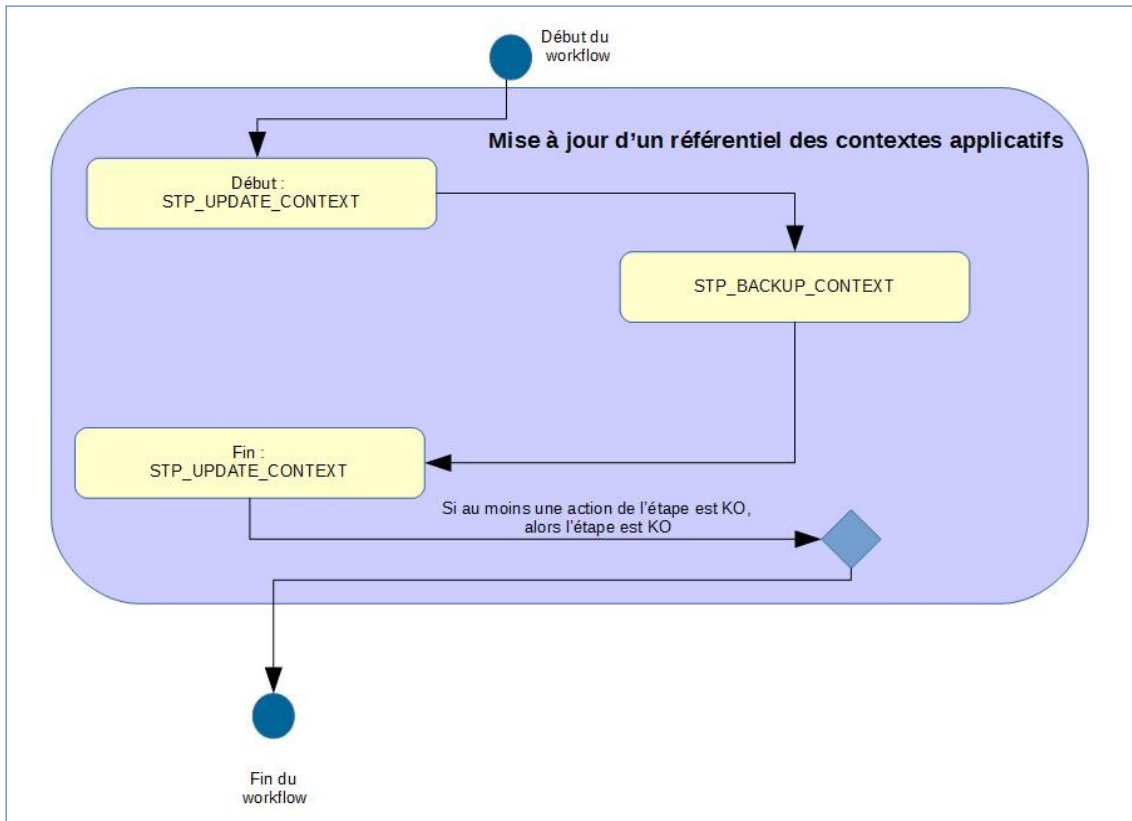 Début du
workflow
Mise à jour d’un référentiel des contextes applicatifs
Début :
STP_UPDATE_CONTEXT
STP_BACKUP_CONTEXT
Fin :
STP_UPDATE_CONTEXT
Si au moins une action de l’étape est KO,
alors l’étape est KO
Fin du
workflow